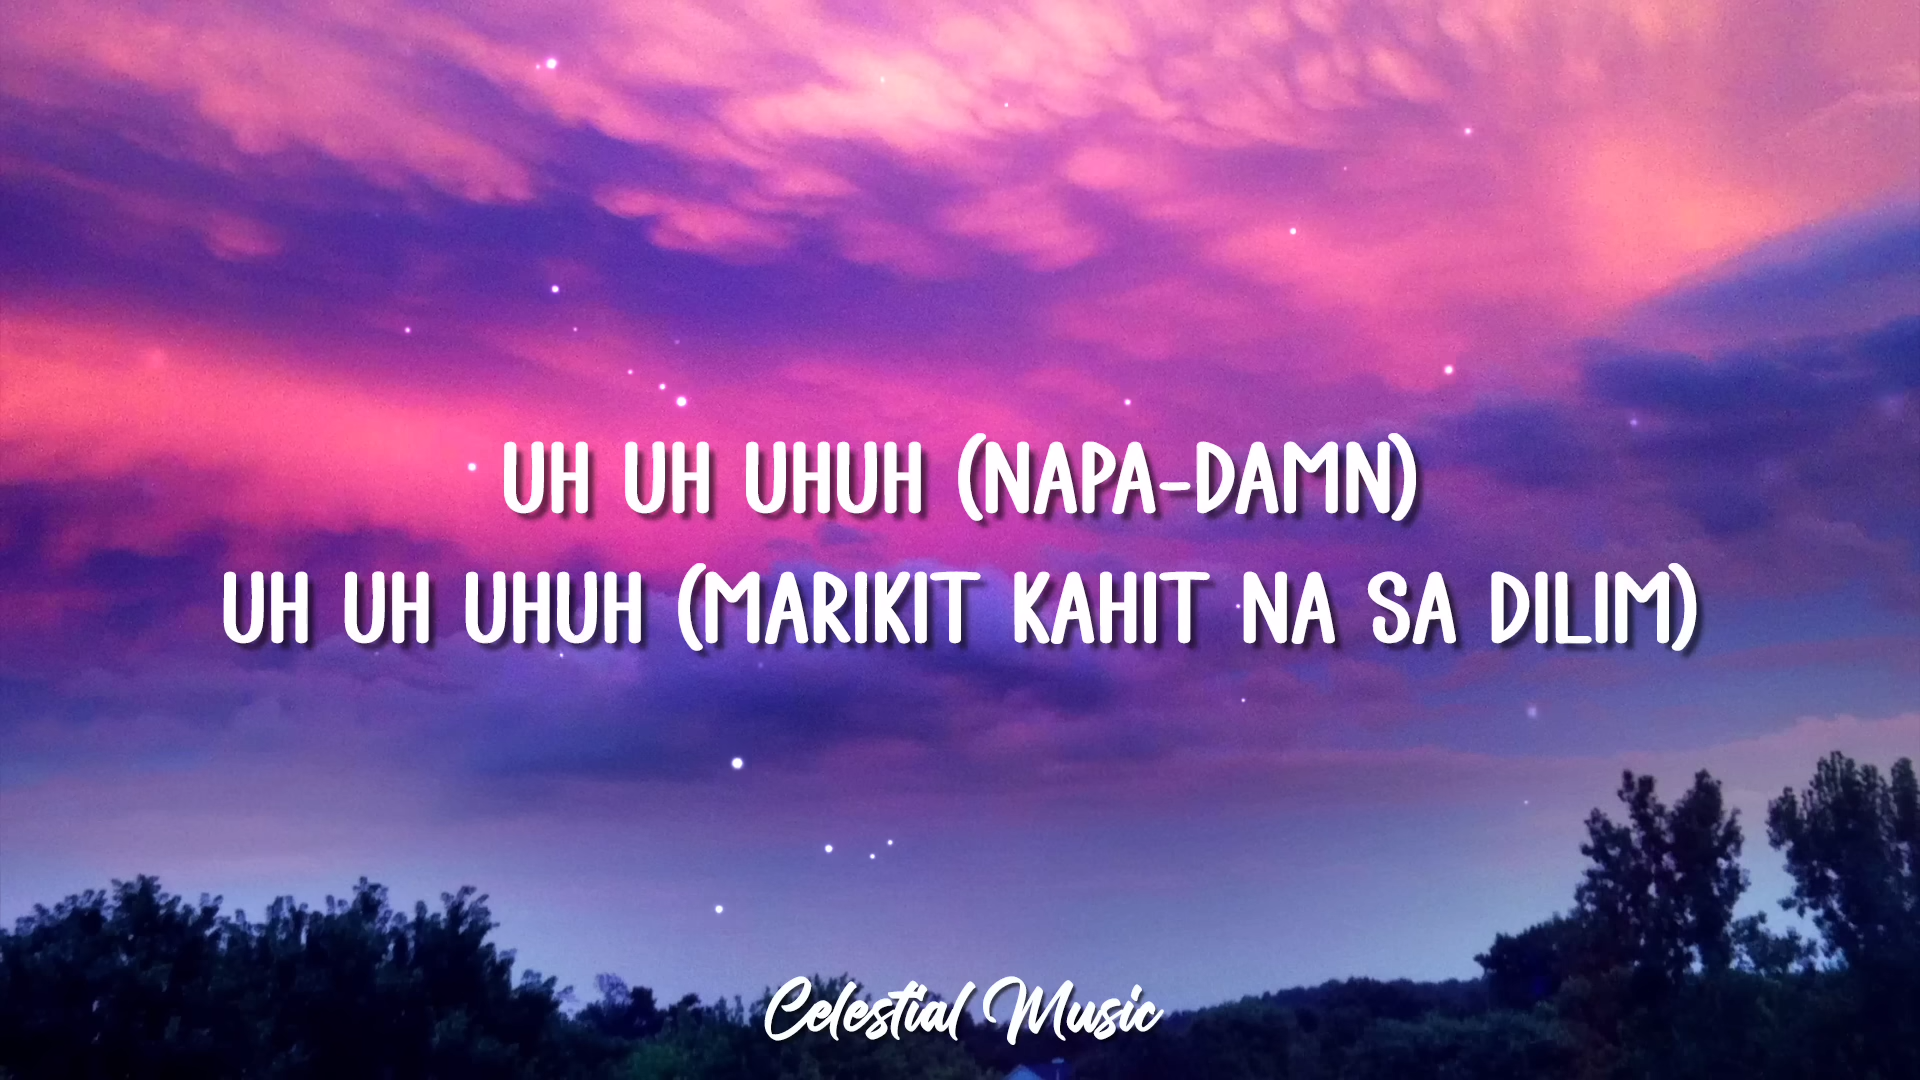 UH UH UHUH (NAPA-DAMN)
UH UH UHUH (MARIKIT KAHIT NA SA DILIM)
Celestial Music